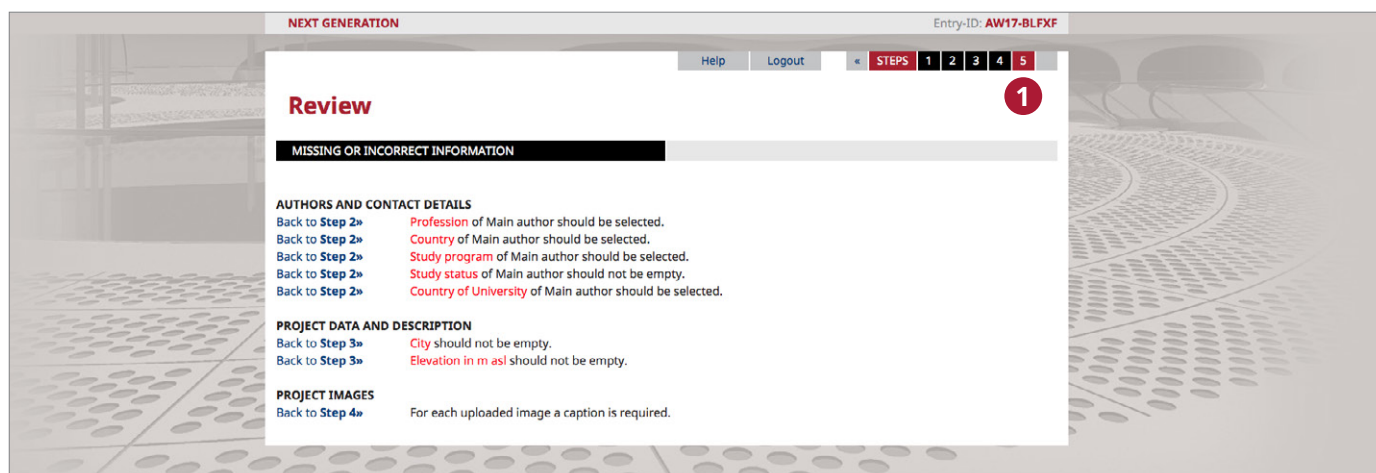 NEXT GENERATION Entry-ID: AW17-BLFXF
Help Logout « STEPS 1 2 3 4 5
1
Review
MISSING OR INCORRECT INFORMATION
AUTHORS AND CONTACT DETAILS
Back to Step 2» Profession of Main author should be selected.
Back to Step 2» Country of Main author should be selected.
Back to Step 2» Study program of Main author should be selected.
Back to Step 2» Study status of Main author should not be empty.
Back to Step 2» Country of University of Main author should be selected.
PROJECT DATA AND DESCRIPTION
Back to Step 3» City should not be empty.
Back to Step 3» Elevation in m asl should not be empty.
PROJECT IMAGES
Back to Step 4» For each uploaded image a caption is required.